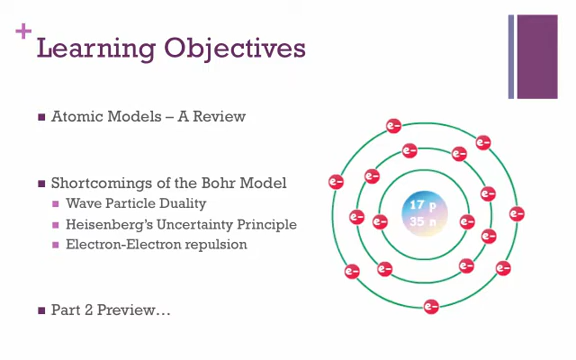 +
Learning Objectives
Atomic Models – A Review
Shortcomings of the Bohr Model
Wave Particle Duality
Heisenberg's Uncertainty Principle
Electron-Electron repulsion
Part 2 Preview…
e-
e-
e-
e-
e-
e-
e-
17 p
35 n
e-
e-
e-
e-
e-
e-
e-
e-
e-
e-